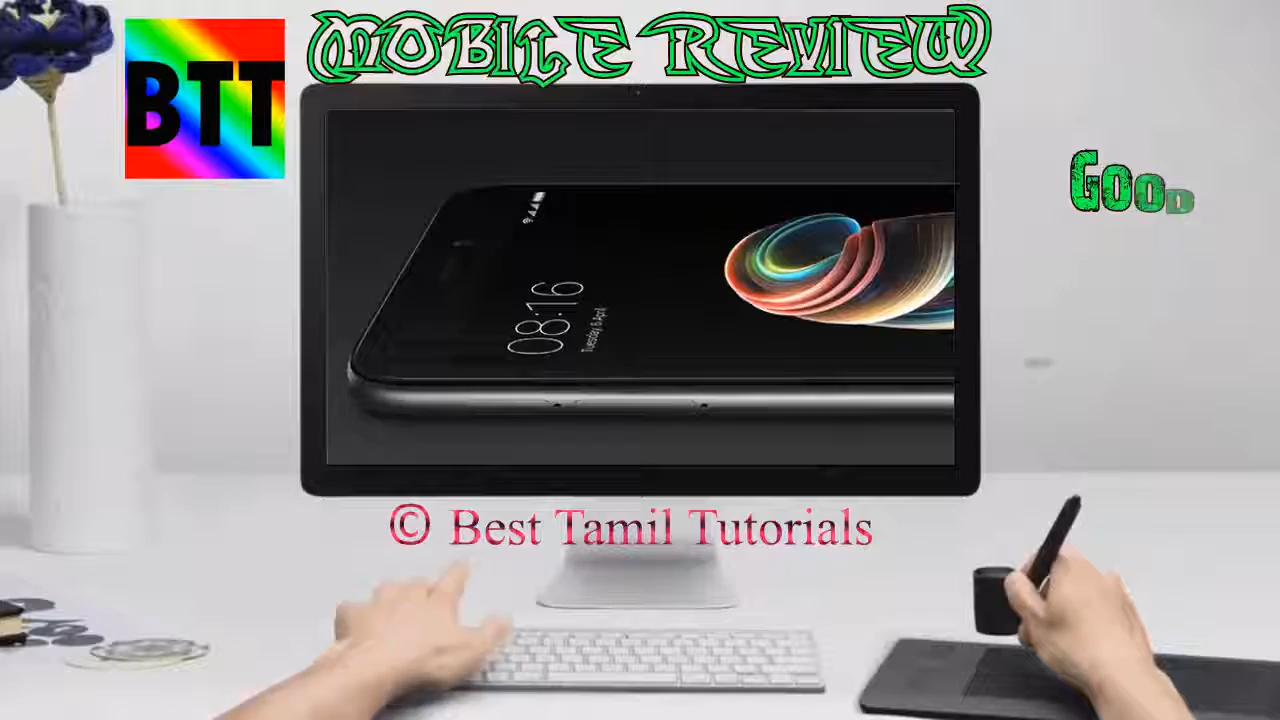 MOBILE REVIEW
BTT
GOOD
08:16
Tuesday 6 April
© Best Tamil Tutorials